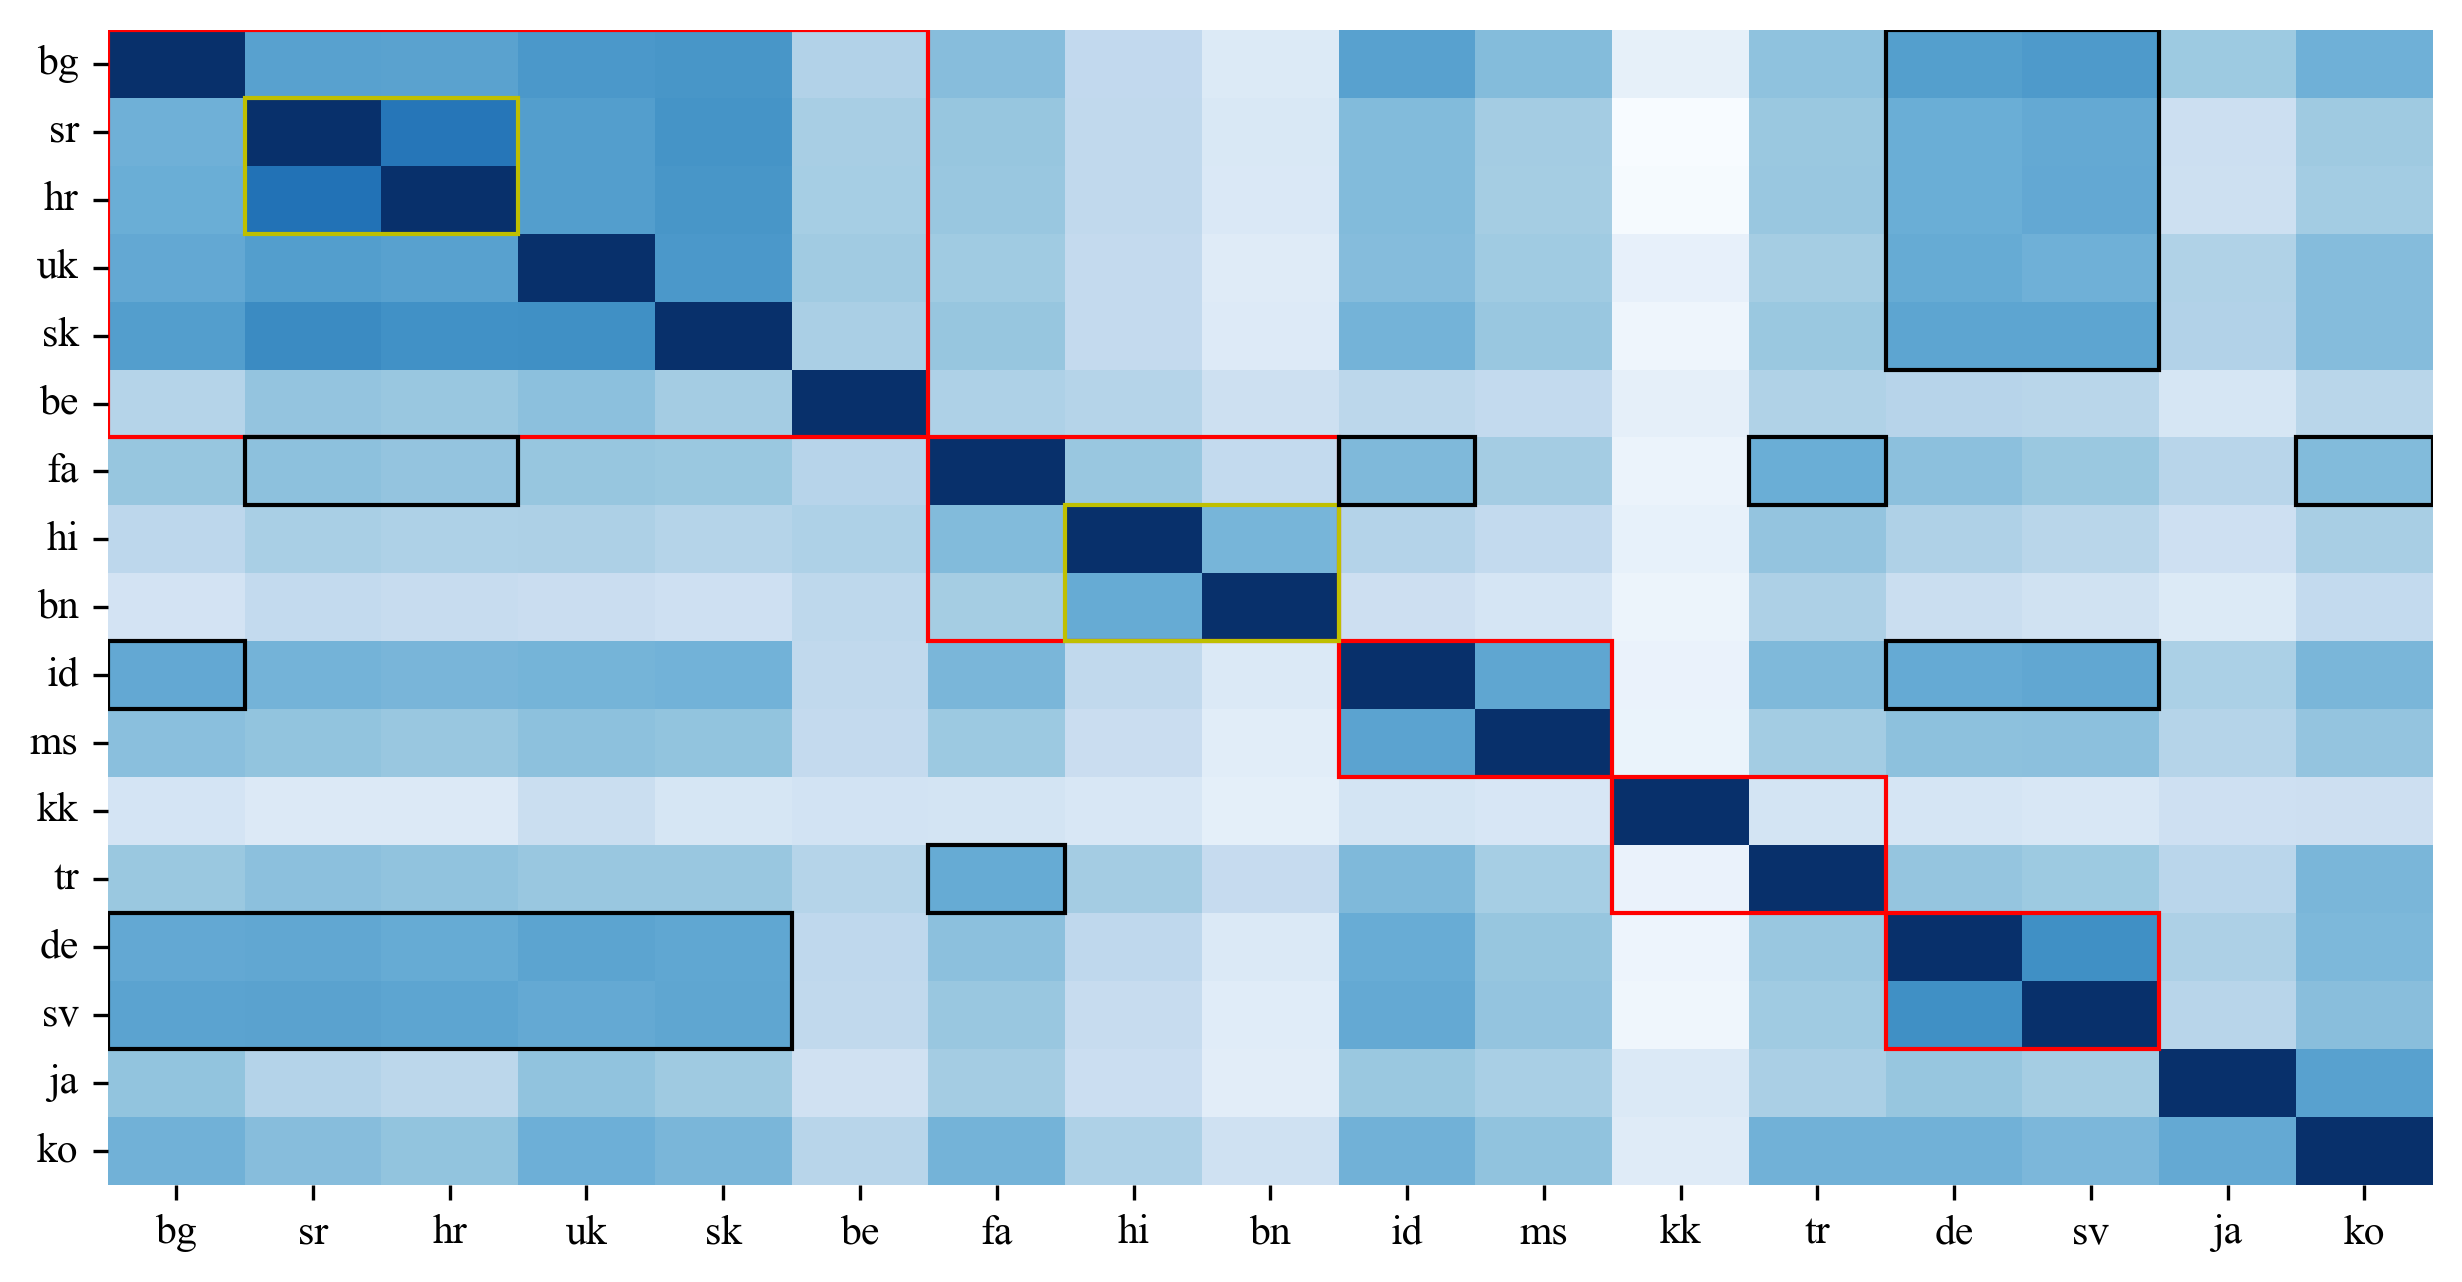 bg
sr
hr
uk
sk
be
fa
hi
bn
id
ms
kk
tr
de
sv
ja
ko
bg sr hr uk sk be fa hi bn id ms kk tr de sv ja ko